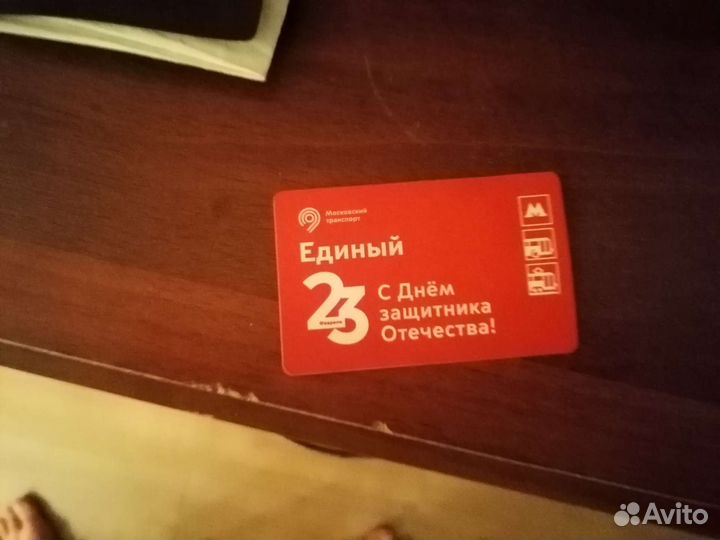 Московский
транспорт
Единый
23
Февраля
С Днём
защитника
Отечества!
М
Avito